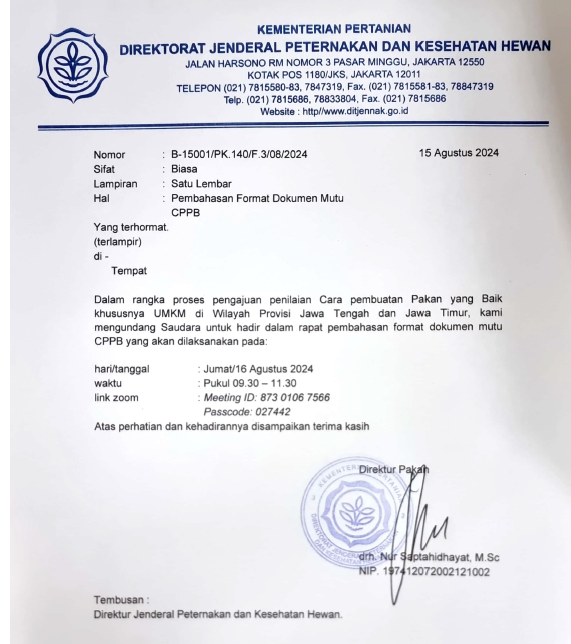 KEMENTERIAN PERTANIAN
DIREKTORAT JENDERAL PETERNAKAN DAN KESEHATAN HEWAN
JALAN HARSONO RM NOMOR 3 PASAR MINGGU, JAKARTA 12550
KOTAK POS 1180/JKS, JAKARTA 12011
TELEPON (021) 7815580-83, 7847319, Fax. (021) 7815581-83, 78847319
Telp. (021) 7815686, 78833804, Fax. (021) 7815686
Website : http//www.ditjennak.go.id
Nomor : B-15001/PK.140/F.3/08/2024 15 Agustus 2024
Sifat : Biasa
Lampiran : Satu Lembar
Hal : Pembahasan Format Dokumen Mutu
CPPB
Yang terhormat.
(terlampir)
di -
Tempat
Dalam rangka proses pengajuan penilaian Cara pembuatan Pakan yang Baik
khususnya UMKM di Wilayah Provisi Jawa Tengah dan Jawa Timur, kami
mengundang Saudara untuk hadir dalam rapat pembahasan format dokumen mutu
CPPB yang akan dilaksanakan pada:
hari/tanggal : Jumat/16 Agustus 2024
waktu : Pukul 09.30 – 11.30
link zoom : Meeting ID: 873 0106 7566
Passcode: 027442
Atas perhatian dan kehadirannya disampaikan terima kasih
Direktur Pakan
KEMENTERIAN PERTANIAN
DIREKTORAT JENDERAL PETERNAKAN
DAN KESEHATAN HEWAN
drh. Nur Saptahidhayat, M.Sc
NIP. 197412072002121002
Tembusan :
Direktur Jenderal Peternakan dan Kesehatan Hewan.